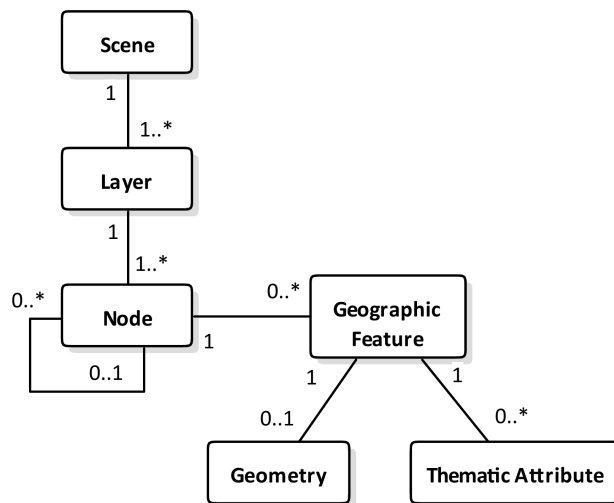 Scene
1
1..*
Layer
1
1..*
0..*
Node
0..1
1
0..*
Geographic
Feature
1
1
0..1
0..*
Geometry
Thematic Attribute